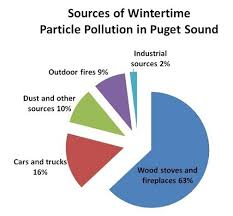 Sources of Wintertime
Particle Pollution in Puget Sound
Industrial
sources 2%
Outdoor fires 9%
Dust and other
sources 10%
Cars and trucks
16%
Wood stoves and
fireplaces 63%